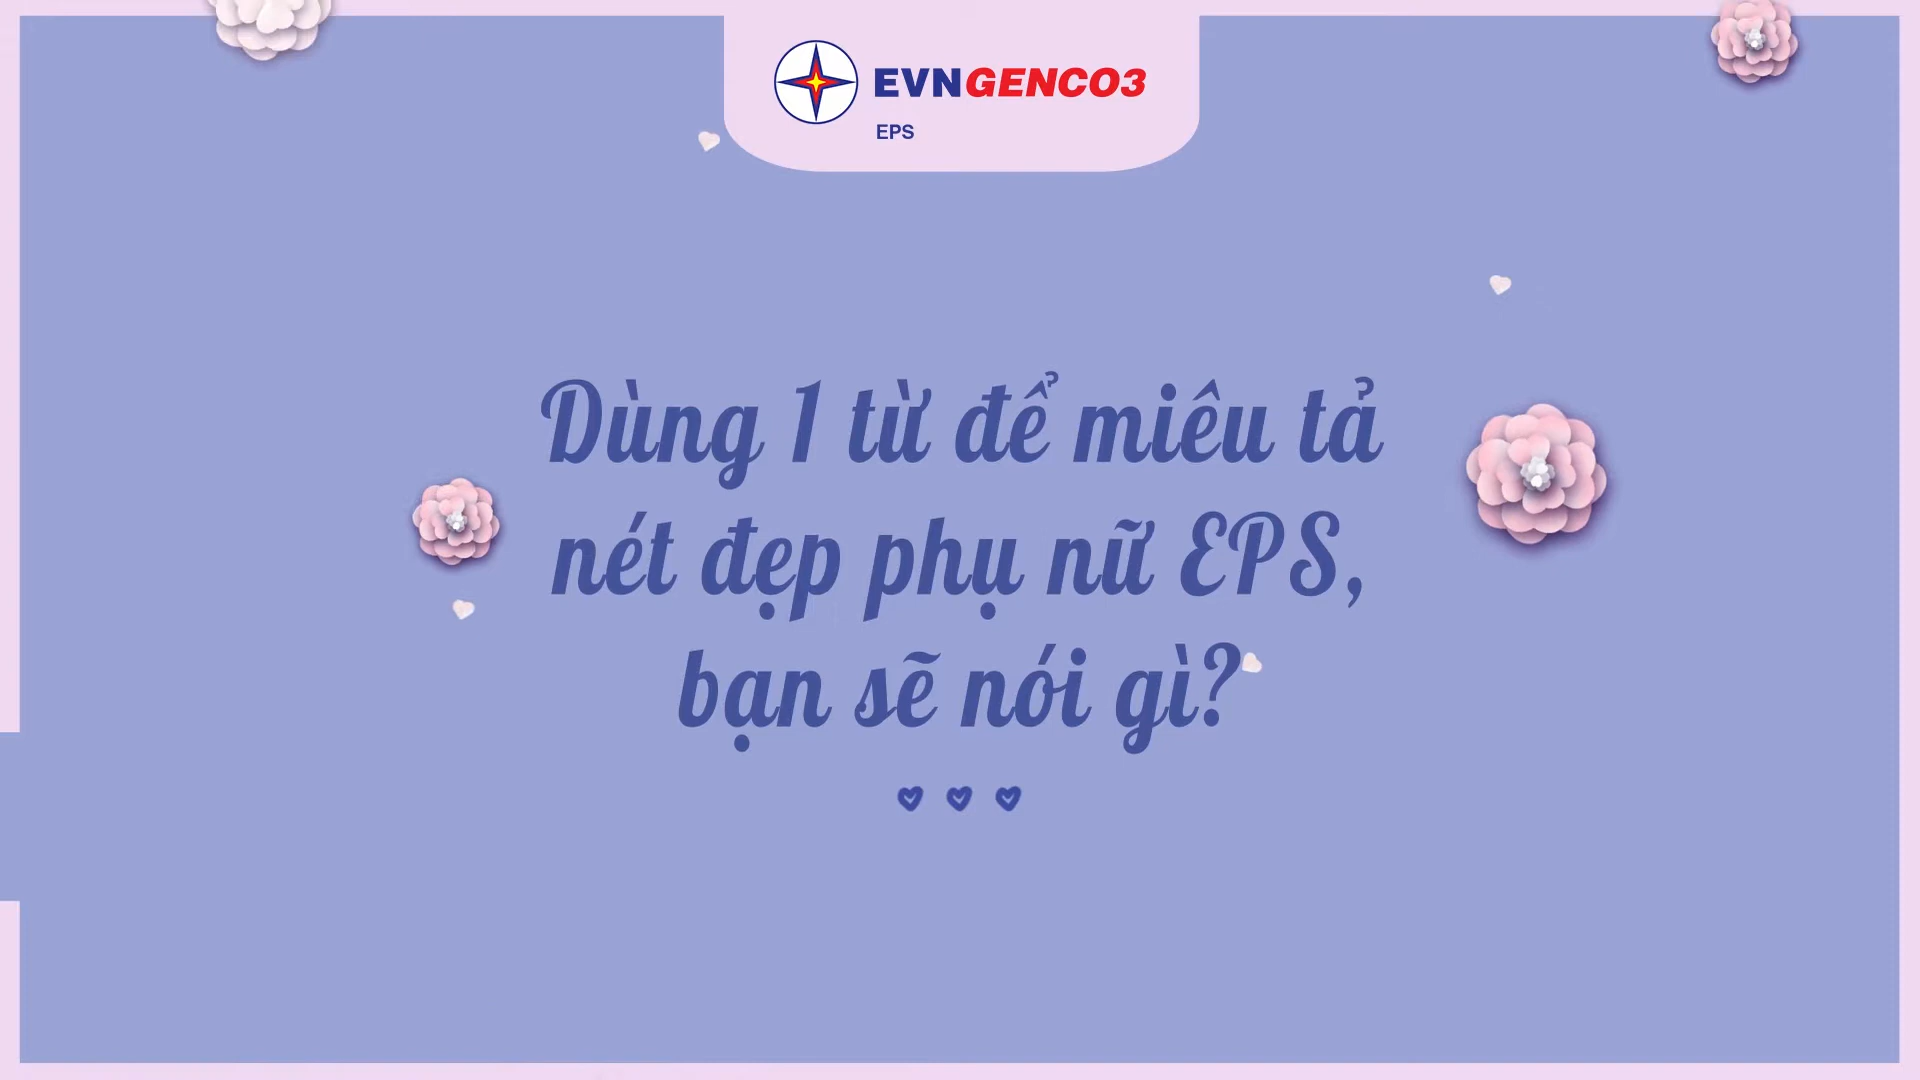 EVNGENCO3
EPS
Dùng 1 từ để miêu tả
nét đẹp phụ nữ EPS,
bạn sẽ nói gì?